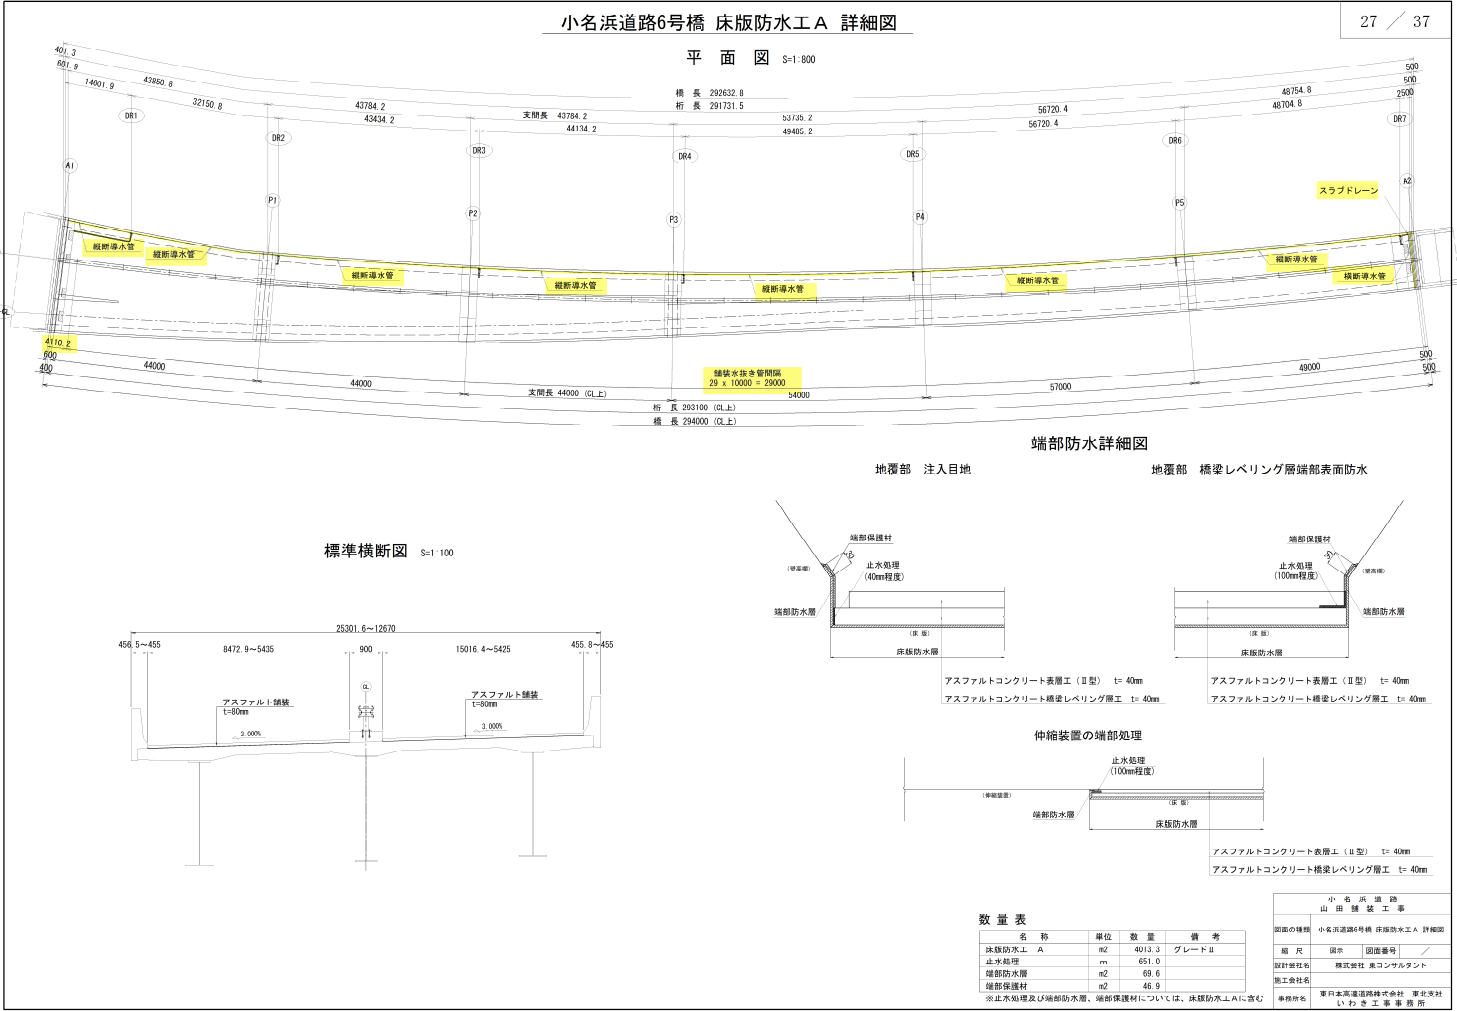 小名浜道路6号橋 床版防水工A 詳細図
27 ／ 37
平 面 図 S=1:800
401.3
601.9
14001.9
43860.6
32150.8
43784.2
43434.2
支間長 43784.2
44134.2
橋 長 292632.8
桁 長 291731.5
53735.2
49405.2
56720.4
56720.4
48754.8
48704.8
500
500
2500
DR1
DR2
DR3
DR4
DR5
DR6
DR7
A1
P1
P2
P3
P4
P5
A2
スラブドレーン
縦断導水管
縦断導水管
縦断導水管
縦断導水管
縦断導水管
縦断導水管
縦断導水管
横断導水管
CL
4110.2
600
400
44000
44000
支間長 44000 (CL上)
舗装水抜き管間隔
29 x 10000 = 29000
54000
57000
49000
500
500
桁 長 293100 (CL上)
橋 長 294000 (CL上)
端部防水詳細図
地覆部 注入目地
端部保護材
止水処理
(40mm程度)
(壁高欄)
端部防水層
(床 版)
床版防水層
アスファルトコンクリート表層工（Ⅱ型） t= 40mm
アスファルトコンクリート橋梁レベリング層工 t= 40mm
地覆部 橋梁レベリング層端部表面防水
端部保護材
止水処理
(100mm程度)
(壁高欄)
端部防水層
(床 版)
床版防水層
アスファルトコンクリート表層工（Ⅱ型） t= 40mm
アスファルトコンクリート橋梁レベリング層工 t= 40mm
標準横断図 S=1:100
25301.6～12670
456.5～455
8472.9～5435
900
15016.4～5425
455.8～455
CL
アスファルト舗装
t=80mm
アスファルト舗装
t=80mm
3.000%
3.000%
伸縮装置の端部処理
止水処理
(100mm程度)
(伸縮装置)
(床 版)
端部防水層
床版防水層
アスファルトコンクリート表層工（Ⅱ型） t= 40mm
アスファルトコンクリート橋梁レベリング層工 t= 40mm
数 量 表
名 称 単位 数 量 備 考
床版防水工 A m2 4013.3 グレードⅡ
止水処理 m 651.0
端部防水層 m2 69.6
端部保護材 m2 46.9
※止水処理及び端部防水層、端部保護材については、床版防水工Aに含む
小 名 浜 道 路
山 田 舗 装 工 事
図面の種類 小名浜道路6号橋 床版防水工A 詳細図
縮 尺 図示 図面番号 ／
設計会社名 株式会社 東コンサルタント
施工会社名
事務所名 東日本高速道路株式会社 東北支社
いわき工事事務所